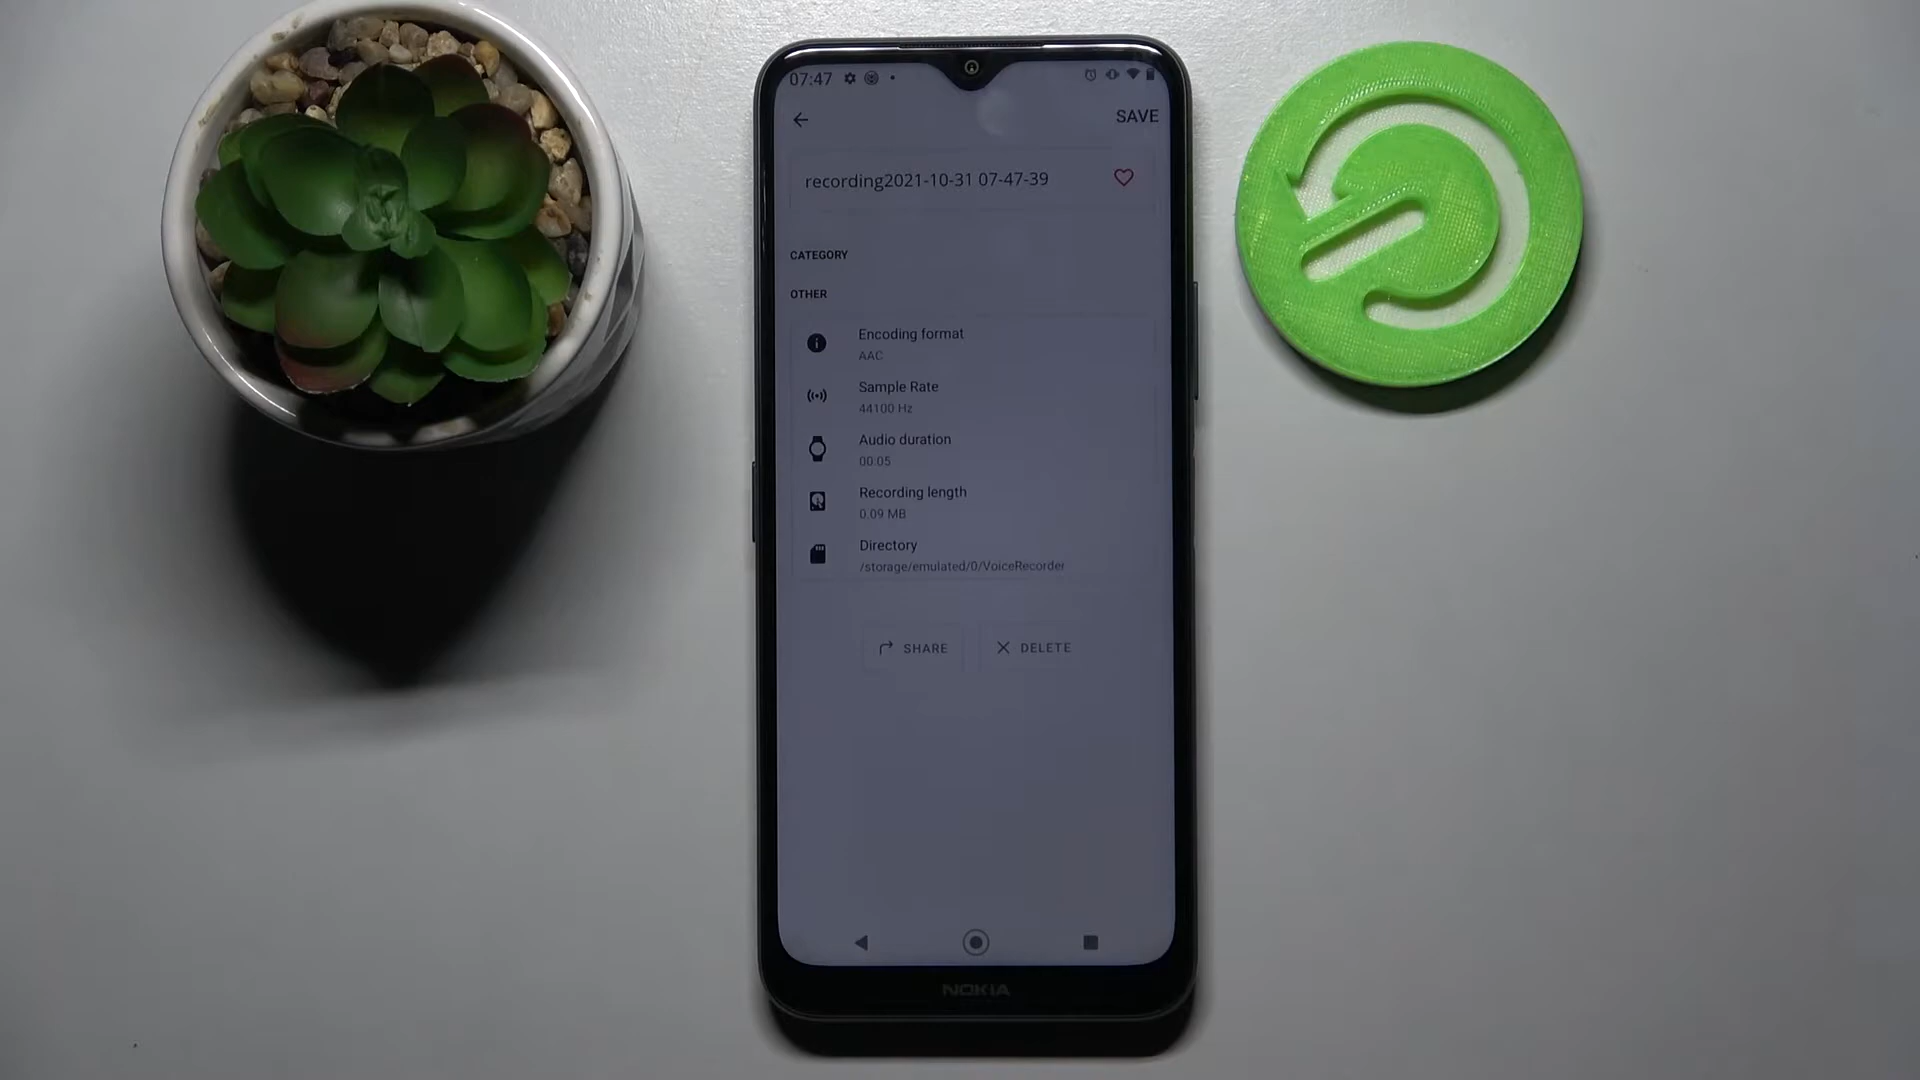 07:47
SAVE
recording2021-10-31 07-47-39
CATEGORY
OTHER
Encoding format
AAC
Sample Rate
44100 Hz
Audio duration
00:05
Recording length
0.09 MB
Directory
/storage/emulated/0/VoiceRecorder
SHARE
DELETE
NOKIA